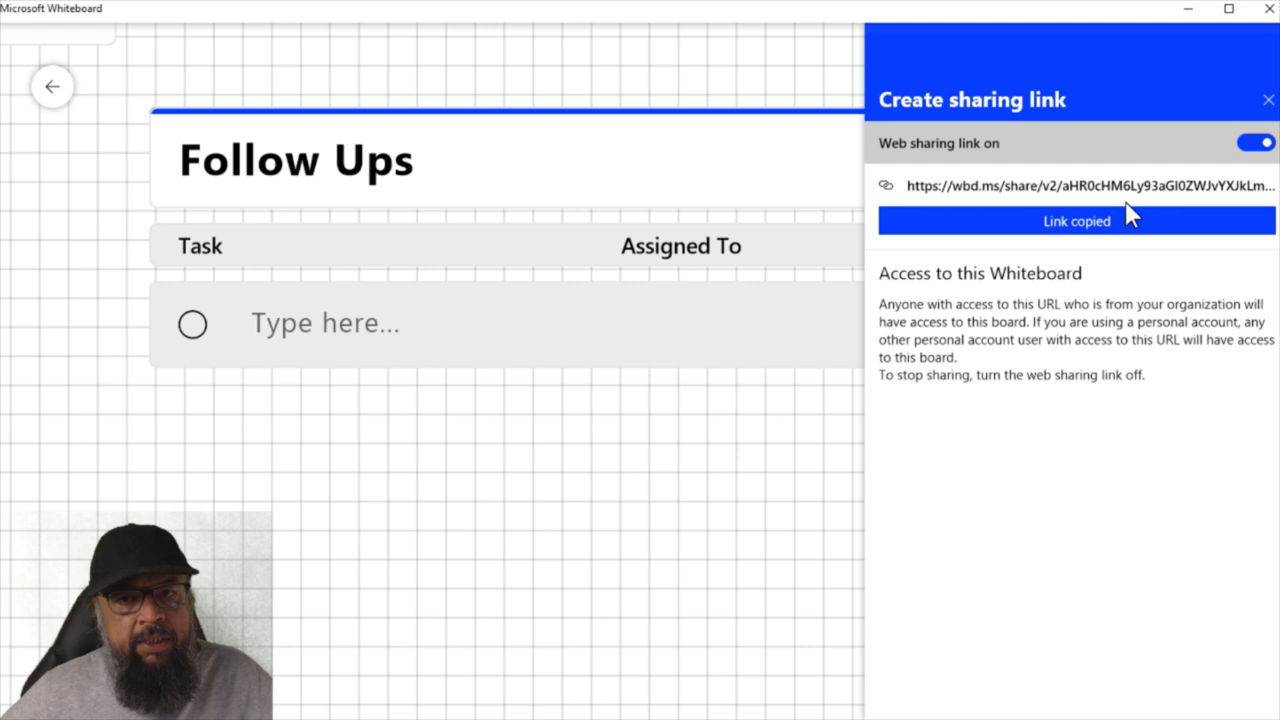 Microsoft Whiteboard
Follow Ups
Task
Assigned To
Type here...
Create sharing link
Web sharing link on
https://wbd.ms/share/v2/aHR0cHM6Ly93aGl0ZWJvYXJkLm...
Link copied
Access to this Whiteboard
Anyone with access to this URL who is from your organization will
have access to this board. If you are using a personal account, any
other personal account user with access to this URL will have access
to this board.
To stop sharing, turn the web sharing link off.